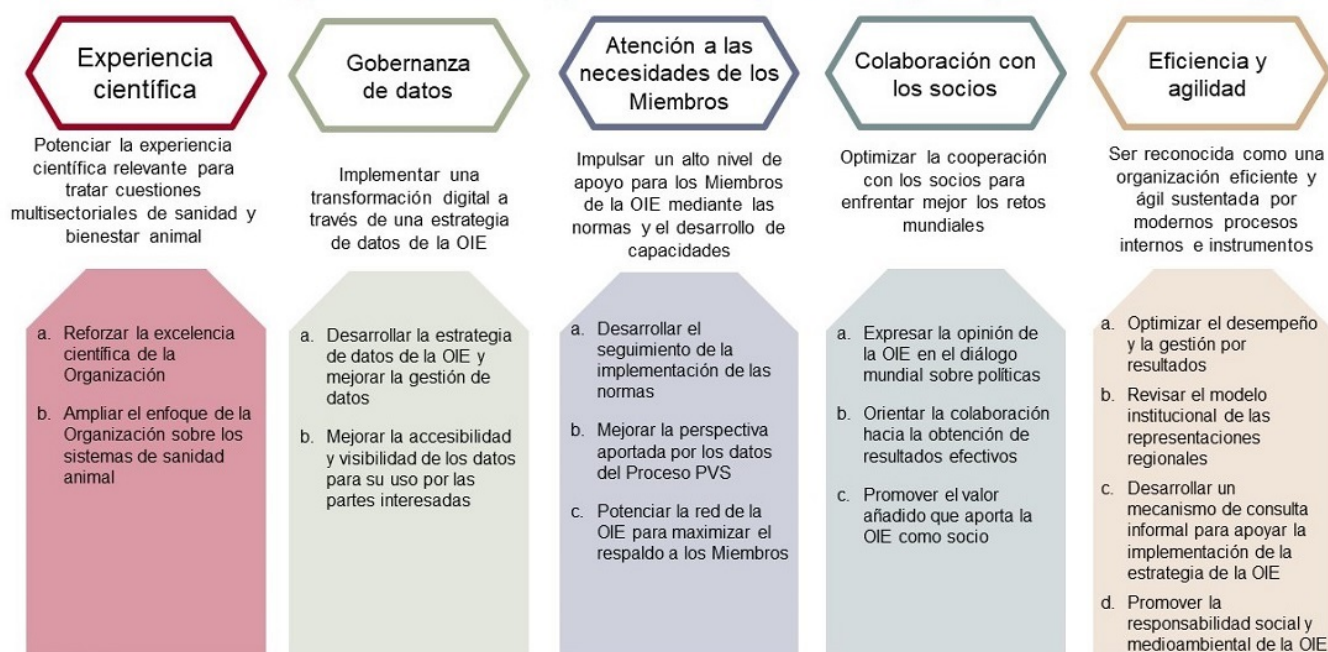 Experiencia
científica
Potenciar la experiencia
científica relevante para
tratar cuestiones
multisectoriales de sanidad y
bienestar animal
a. Reforzar la excelencia
científica de la
Organización
b. Ampliar el enfoque de la
Organización sobre los
sistemas de sanidad
animal
Gobernanza
de datos
Implementar una
transformación digital a
través de una estrategia
de datos de la OIE
a. Desarrollar la estrategia
de datos de la OIE y
mejorar la gestión de
datos
b. Mejorar la accesibilidad
y visibilidad de los datos
para su uso por las
partes interesadas
Atención a las
necesidades de los
Miembros
Impulsar un alto nivel de
apoyo para los Miembros
de la OIE mediante las
normas y el desarrollo de
capacidades
a. Desarrollar el
seguimiento de la
implementación de las
normas
b. Mejorar la perspectiva
aportada por los datos
del Proceso PVS
c. Potenciar la red de la
OIE para maximizar el
respaldo a los Miembros
Colaboración con
los socios
Optimizar la cooperación
con los socios para
enfrentar mejor los retos
mundiales
a. Expresar la opinión de
la OIE en el diálogo
mundial sobre políticas
b. Orientar la colaboración
hacia la obtención de
resultados efectivos
c. Promover el valor
añadido que aporta la
OIE como socio
Eficiencia y
agilidad
Ser reconocida como una
organización eficiente y
ágil sustentada por
modernos procesos
internos e instrumentos
a. Optimizar el desempeño
y la gestión por
resultados
b. Revisar el modelo
institucional de las
representaciones
regionales
c. Desarrollar un
mecanismo de consulta
informal para apoyar la
implementación de la
estrategia de la OIE
d. Promover la
responsabilidad social y
medioambiental de la OIE